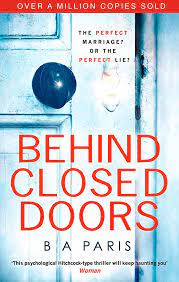 OVER A MILLION COPIES SOLD
THE PERFECT
MARRIAGE?
OR THE
PERFECT LIE?
BEHIND
CLOSED
DOORS
B A PARIS
'This psychological Hitchcock-type thriller will keep haunting you'
Woman